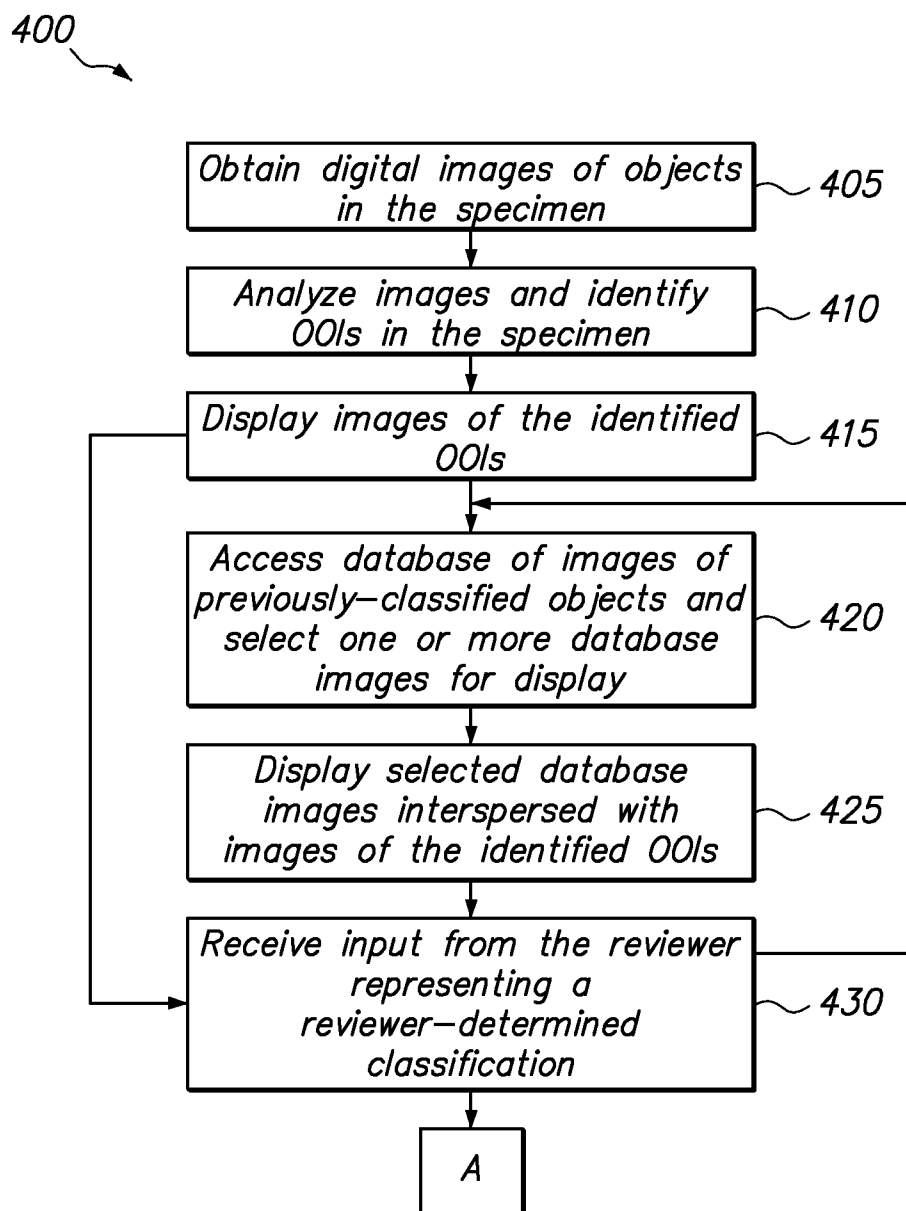 400
Obtain digital images of objects
in the specimen
405
Analyze images and identify
OOIs in the specimen
410
Display images of the identified
OOIs
415
Access database of images of
previously-classified objects and
select one or more database
images for display
420
Display selected database
images interspersed with
images of the identified OOIs
425
Receive input from the reviewer
representing a
reviewer-determined
classification
430
A